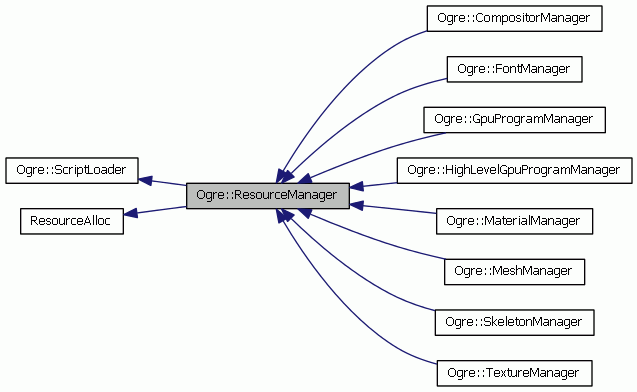 Ogre::CompositorManager
Ogre::FontManager
Ogre::GpuProgramManager
Ogre::ScriptLoader
Ogre::HighLevelGpuProgramManager
Ogre::ResourceManager
ResourceAlloc
Ogre::MaterialManager
Ogre::MeshManager
Ogre::SkeletonManager
Ogre::TextureManager